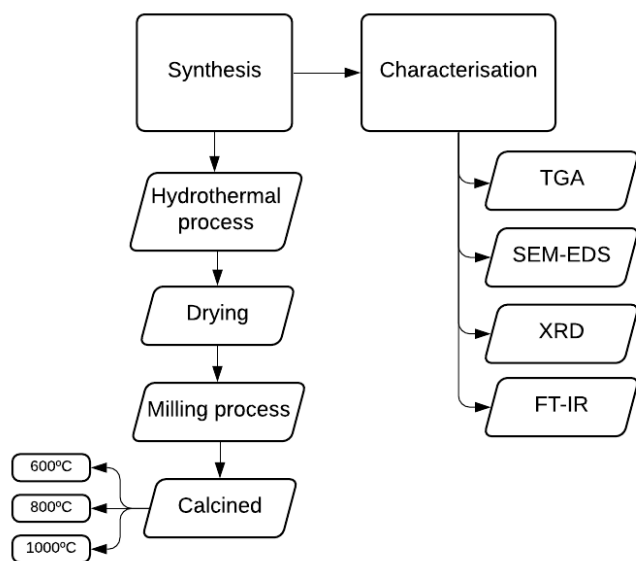 Synthesis
Characterisation
Hydrothermal
process
TGA
SEM-EDS
Drying
XRD
Milling process
FT-IR
600ºC
Calcined
800ºC
1000ºC